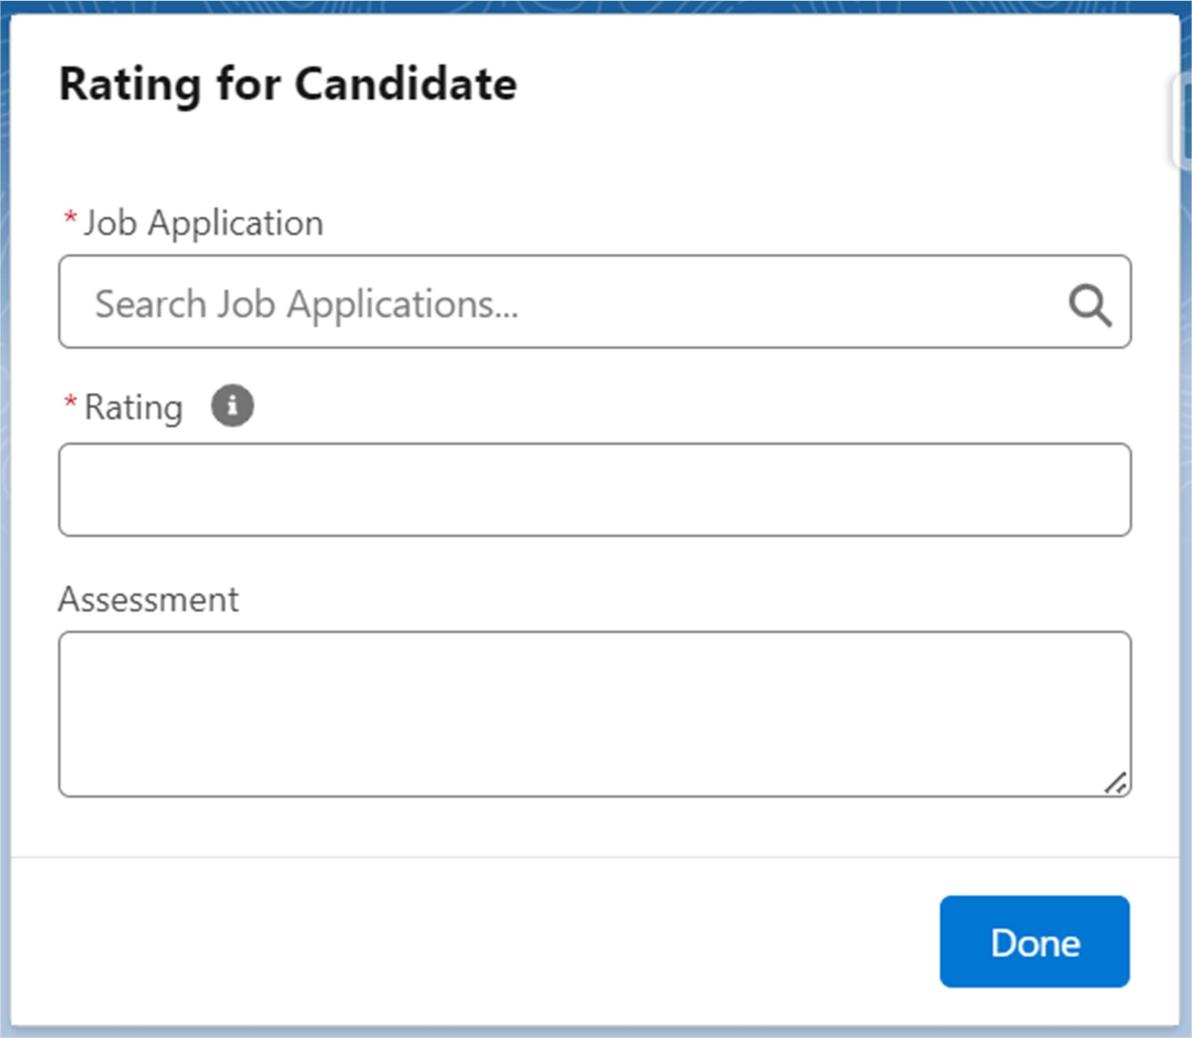 Rating for Candidate
*Job Application
Search Job Applications...
*Rating i
Assessment
Done